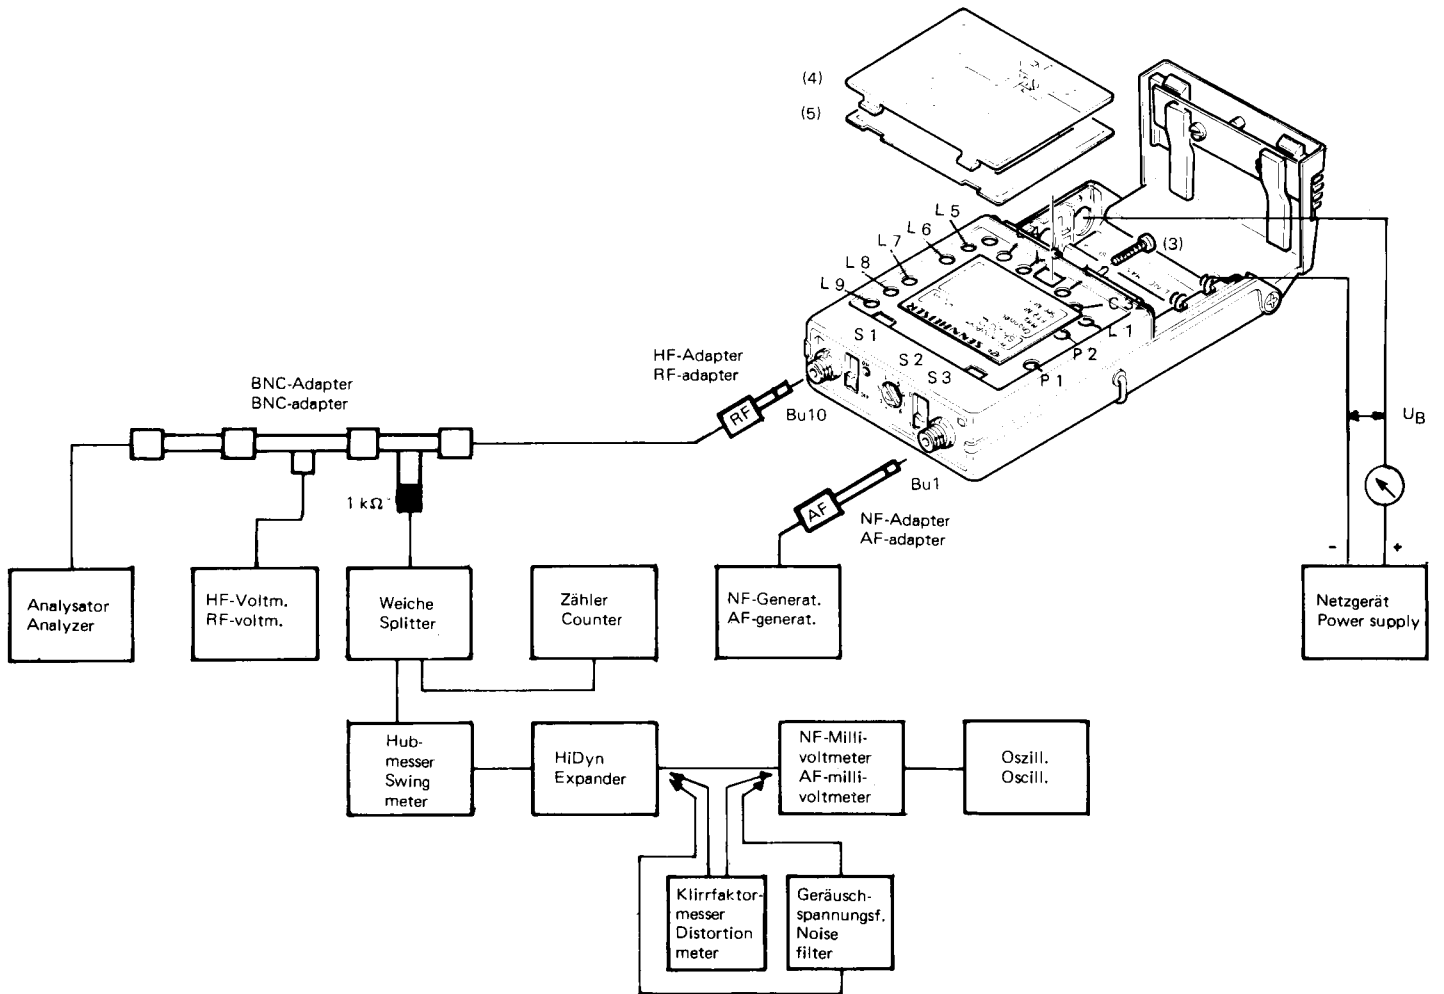 (4)
(5)
(3)
L 5
L 6
L 7
L 8
L 9
C 32
L 1
P 2
P 1
S 1
S 2
S 3
SENNHEISER
HF-Adapter
RF-adapter
BNC-Adapter
BNC-adapter
RF
Bu10
U_B
1 kΩ
AF
Bu1
NF-Adapter
AF-adapter
- +
Analysator
Analyzer
HF-Voltm.
RF-voltm.
Weiche
Splitter
Zähler
Counter
NF-Generat.
AF-generat.
Netzgerät
Power supply
Hub-
messer
Swing
meter
HiDyn
Expander
NF-Milli-
voltmeter
AF-milli-
voltmeter
Oszill.
Oscill.
Klirrfaktor-
messer
Distortion
meter
Geräusch-
spannungsf.
Noise
filter